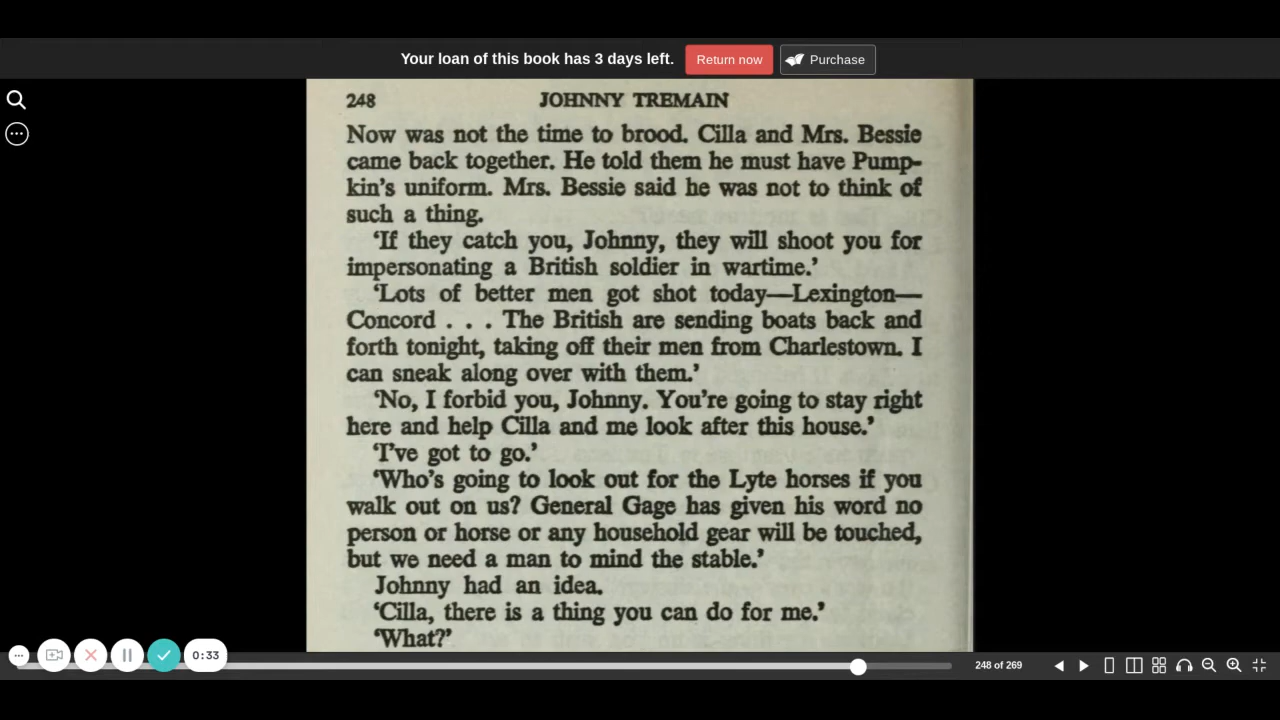 Your loan of this book has 3 days left. Return now Purchase
248 JOHNNY TREMAIN
Now was not the time to brood. Cilla and Mrs. Bessie
came back together. He told them he must have Pump-
kin's uniform. Mrs. Bessie said he was not to think of
such a thing.
'If they catch you, Johnny, they will shoot you for
impersonating a British soldier in wartime.'
'Lots of better men got shot today—Lexington—
Concord . . . The British are sending boats back and
forth tonight, taking off their men from Charlestown. I
can sneak along over with them.'
'No, I forbid you, Johnny. You're going to stay right
here and help Cilla and me look after this house.'
'I've got to go.'
'Who's going to look out for the Lyte horses if you
walk out on us? General Gage has given his word no
person or horse or any household gear will be touched,
but we need a man to mind the stable.'
Johnny had an idea.
'Cilla, there is a thing you can do for me.'
'What?'
0:33
248 of 269